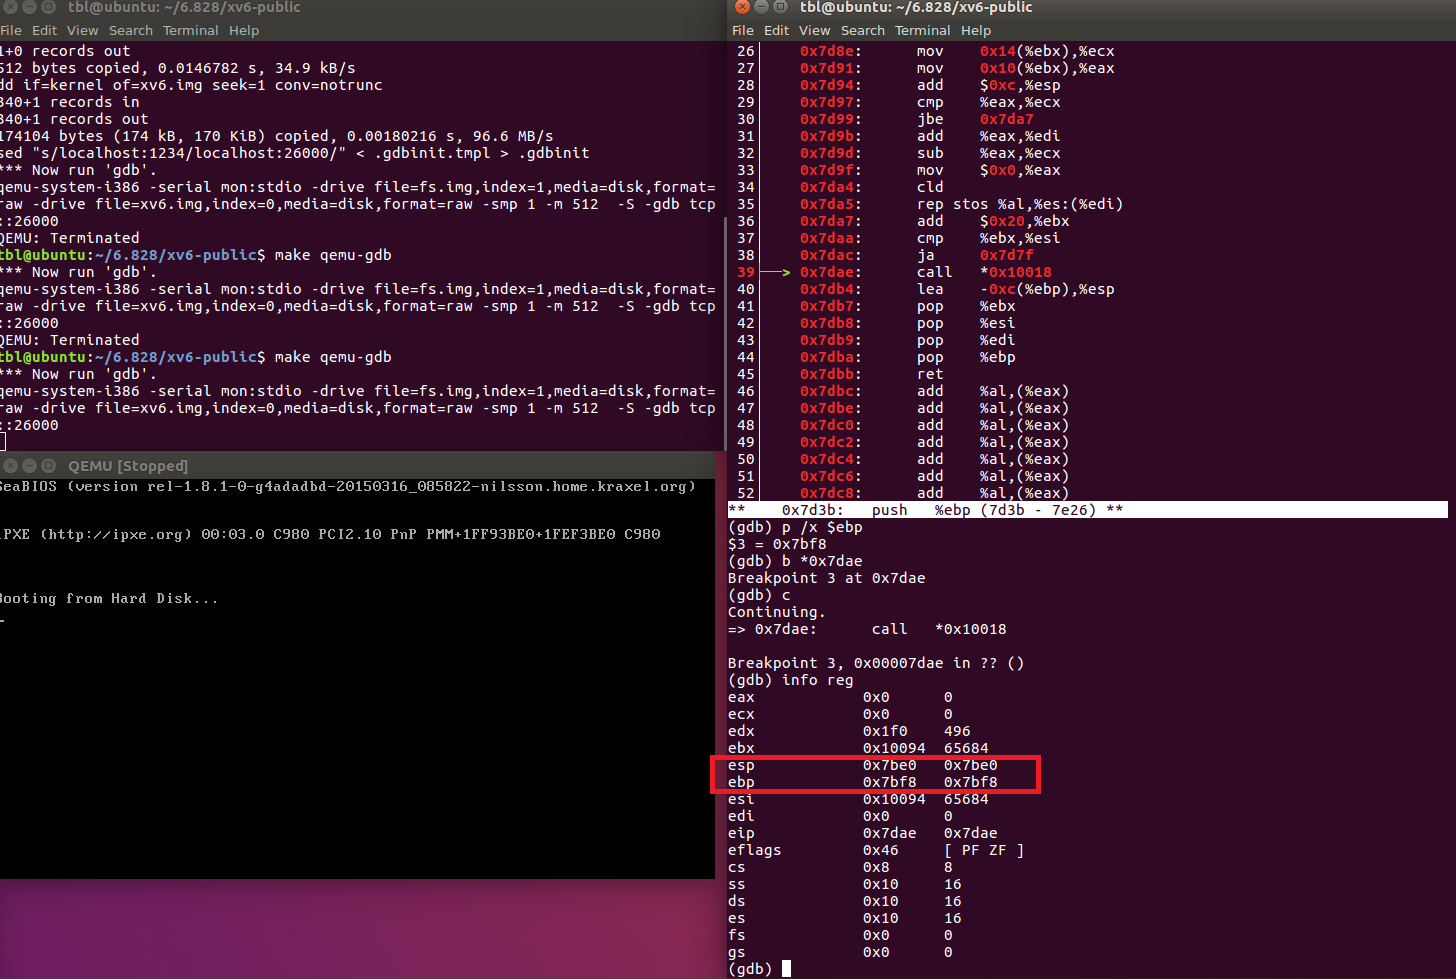 tbl@ubuntu: ~/6.828/xv6-public
File Edit View Search Terminal Help
1+0 records out
512 bytes copied, 0.0146782 s, 34.9 kB/s
dd if=kernel of=xv6.img seek=1 conv=notrunc
340+1 records in
340+1 records out
174104 bytes (174 kB, 170 KiB) copied, 0.00180216 s, 96.6 MB/s
sed "s/localhost:1234/localhost:26000/" < .gdbinit.tmpl > .gdbinit
*** Now run 'gdb'.
qemu-system-i386 -serial mon:stdio -drive file=fs.img,index=1,media=disk,format=
raw -drive file=xv6.img,index=0,media=disk,format=raw -smp 1 -m 512  -S -gdb tcp
::26000
QEMU: Terminated
tbl@ubuntu:~/6.828/xv6-public$ make qemu-gdb
*** Now run 'gdb'.
qemu-system-i386 -serial mon:stdio -drive file=fs.img,index=1,media=disk,format=
raw -drive file=xv6.img,index=0,media=disk,format=raw -smp 1 -m 512  -S -gdb tcp
::26000
QEMU: Terminated
tbl@ubuntu:~/6.828/xv6-public$ make qemu-gdb
*** Now run 'gdb'.
qemu-system-i386 -serial mon:stdio -drive file=fs.img,index=1,media=disk,format=
raw -drive file=xv6.img,index=0,media=disk,format=raw -smp 1 -m 512  -S -gdb tcp
::26000
QEMU [Stopped]
SeaBIOS (version rel-1.8.1-0-g4adadbd-20150316_085822-nilsson.home.kraxel.org)
iPXE (http://ipxe.org) 00:03.0 C980 PCI2.10 PnP PMM+1FF93BE0+1FEF3BE0 C980
Booting from Hard Disk...
tbl@ubuntu: ~/6.828/xv6-public
File Edit View Search Terminal Help
26 0x7d8e: mov 0x14(%ebx),%ecx
27 0x7d91: mov 0x10(%ebx),%eax
28 0x7d94: add $0xc,%esp
29 0x7d97: cmp %eax,%ecx
30 0x7d99: jbe 0x7da7
31 0x7d9b: add %eax,%edi
32 0x7d9d: sub %eax,%ecx
33 0x7d9f: mov $0x0,%eax
34 0x7da4: cld
35 0x7da5: rep stos %al,%es:(%edi)
36 0x7da7: add $0x20,%ebx
37 0x7daa: cmp %ebx,%esi
38 0x7dac: ja 0x7d7f
39 ——> 0x7dae: call *0x10018
40 0x7db4: lea -0xc(%ebp),%esp
41 0x7db7: pop %ebx
42 0x7db8: pop %esi
43 0x7db9: pop %edi
44 0x7dba: pop %ebp
45 0x7dbb: ret
46 0x7dbc: add %al,(%eax)
47 0x7dbe: add %al,(%eax)
48 0x7dc0: add %al,(%eax)
49 0x7dc2: add %al,(%eax)
50 0x7dc4: add %al,(%eax)
51 0x7dc6: add %al,(%eax)
52 0x7dc8: add %al,(%eax)
** 0x7d3b: push %ebp (7d3b - 7e26) **
(gdb) p /x $ebp
$3 = 0x7bf8
(gdb) b *0x7dae
Breakpoint 3 at 0x7dae
(gdb) c
Continuing.
=> 0x7dae: call *0x10018
Breakpoint 3, 0x00007dae in ?? ()
(gdb) info reg
eax 0x0 0
ecx 0x0 0
edx 0x1f0 496
ebx 0x10094 65684
esp 0x7be0 0x7be0
ebp 0x7bf8 0x7bf8
esi 0x10094 65684
edi 0x0 0
eip 0x7dae 0x7dae
eflags 0x46 [ PF ZF ]
cs 0x8 8
ss 0x10 16
ds 0x10 16
es 0x10 16
fs 0x0 0
gs 0x0 0
(gdb)